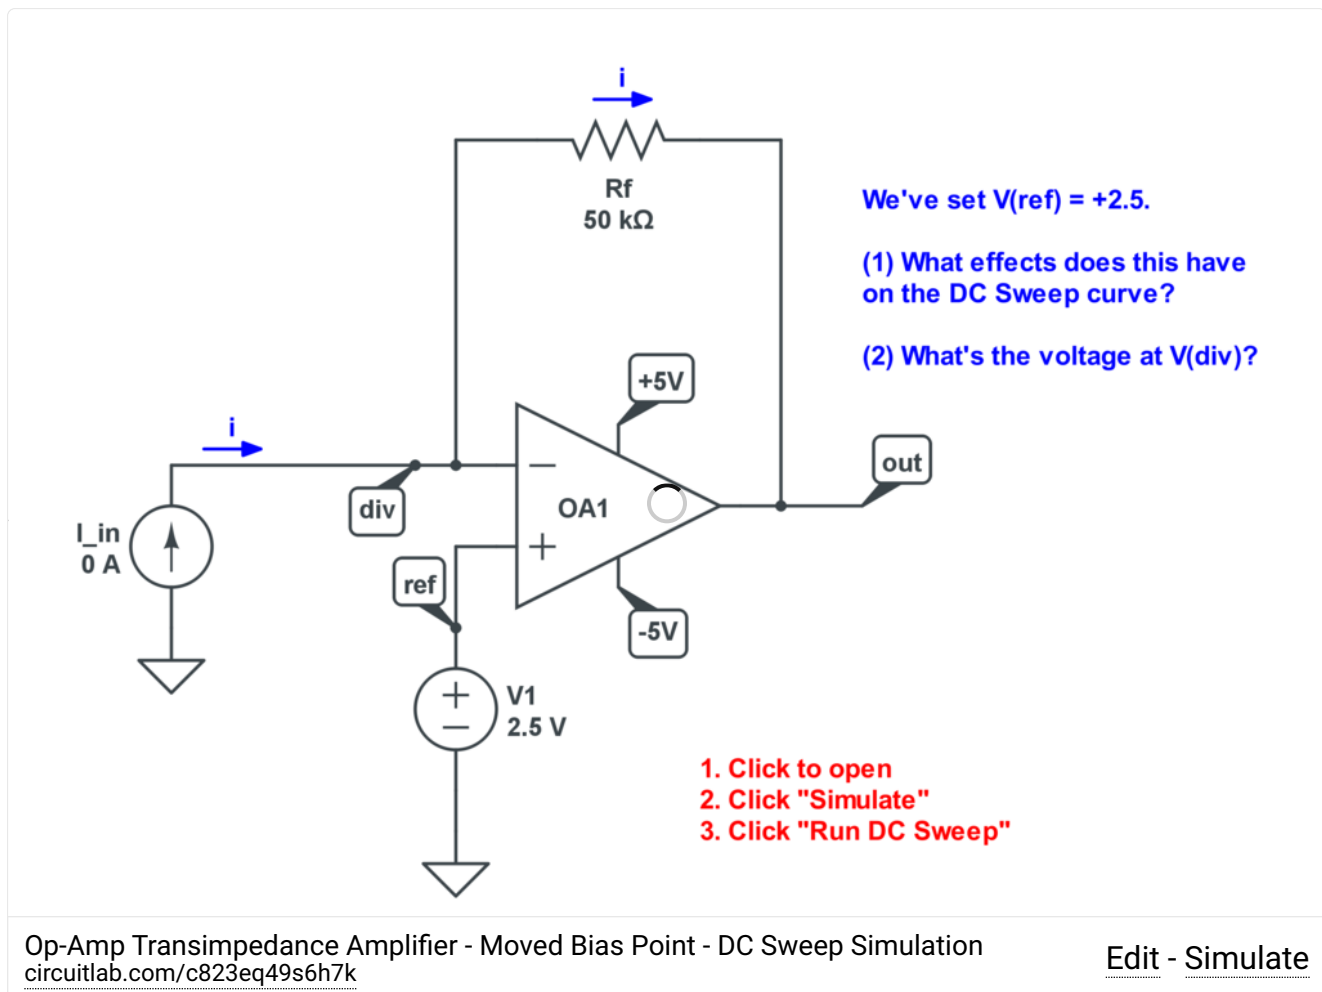 i
Rf
50 kΩ
We've set V(ref) = +2.5.
(1) What effects does this have
on the DC Sweep curve?
(2) What's the voltage at V(div)?
+5V
i
out
div
OA1
−
+
I_in
0 A
ref
-5V
+
−
V1
2.5 V
1. Click to open
2. Click "Simulate"
3. Click "Run DC Sweep"
Op-Amp Transimpedance Amplifier - Moved Bias Point - DC Sweep Simulation
circuitlab.com/c823eq49s6h7k
Edit - Simulate